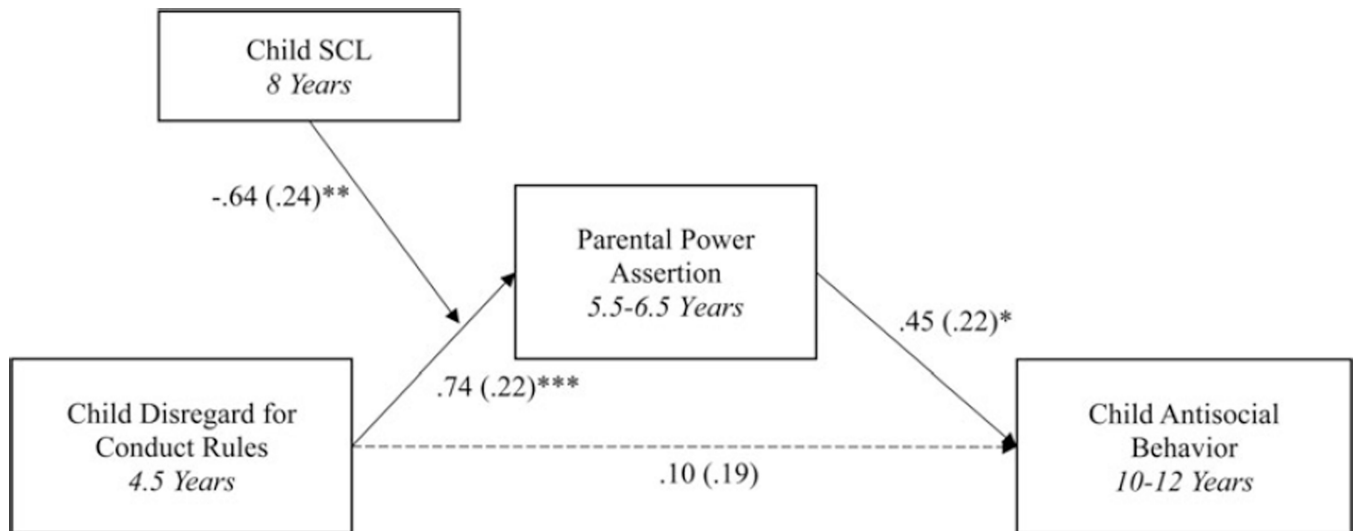 Child SCL
8 Years
-.64 (.24)**
Parental Power
Assertion
5.5-6.5 Years
.45 (.22)*
.74 (.22)***
Child Disregard for
Conduct Rules
4.5 Years
.10 (.19)
Child Antisocial
Behavior
10-12 Years